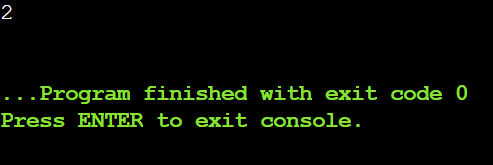 2
...Program finished with exit code 0
Press ENTER to exit console.